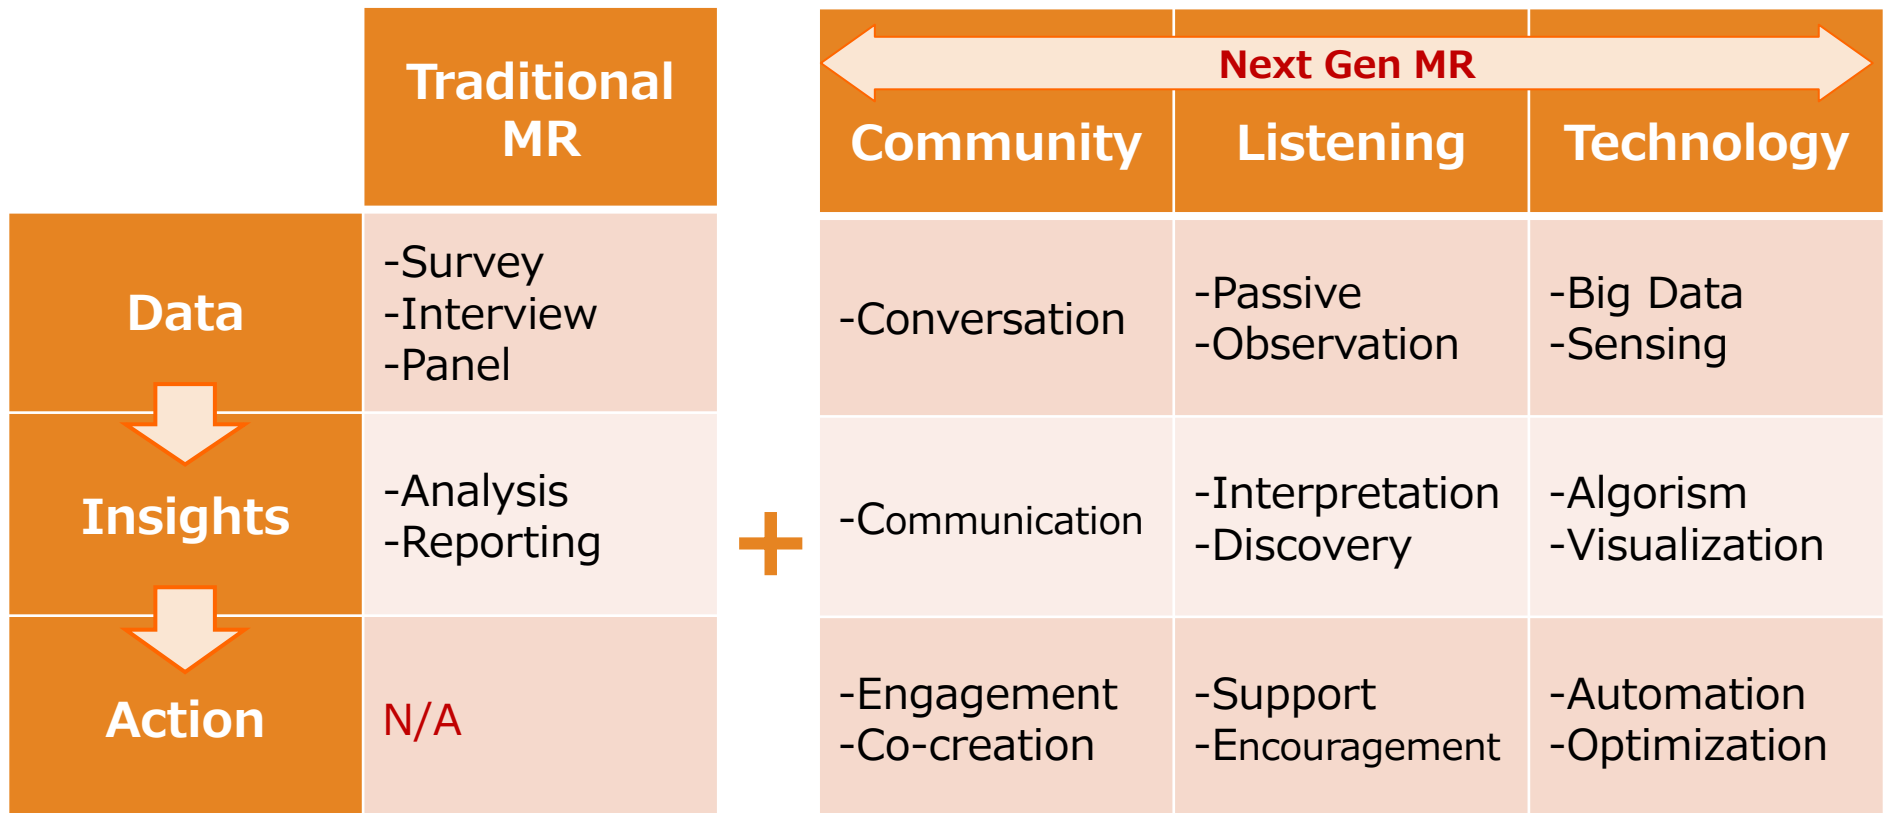 Traditional
MR
Next Gen MR
Community
Listening
Technology
Data
-Survey
-Interview
-Panel
-Conversation
-Passive
-Observation
-Big Data
-Sensing
Insights
-Analysis
-Reporting
+
-Communication
-Interpretation
-Discovery
-Algorism
-Visualization
Action
N/A
-Engagement
-Co-creation
-Support
-Encouragement
-Automation
-Optimization